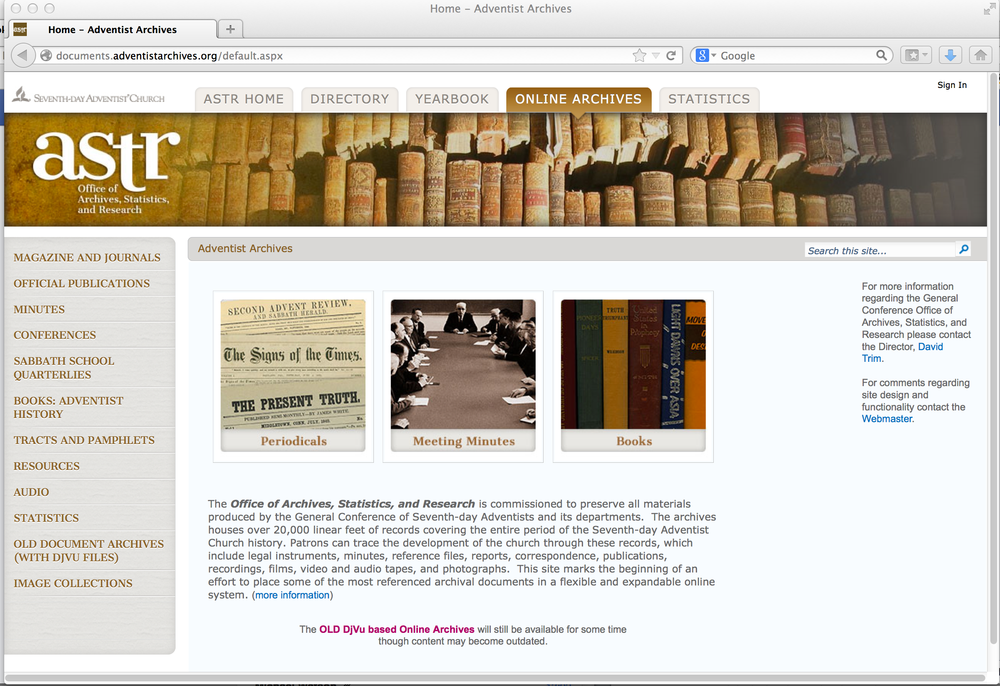 Home – Adventist Archives
Home – Adventist Archives
documents.adventistarchives.org/default.aspx
Google
Sign In
SEVENTH-DAY ADVENTIST CHURCH
ASTR HOME
DIRECTORY
YEARBOOK
ONLINE ARCHIVES
STATISTICS
astr
Office of
Archives, Statistics,
and Research
MAGAZINE AND JOURNALS
OFFICIAL PUBLICATIONS
MINUTES
CONFERENCES
SABBATH SCHOOL
QUARTERLIES
BOOKS: ADVENTIST
HISTORY
TRACTS AND PAMPHLETS
RESOURCES
AUDIO
STATISTICS
OLD DOCUMENT ARCHIVES
(WITH DJVU FILES)
IMAGE COLLECTIONS
Adventist Archives
Search this site...
SECOND ADVENT REVIEW,
AND SABBATH HERALD.
The Signs of the Times.
THE PRESENT TRUTH.
PUBLISHED SEMI-MONTHLY—BY JAMES WHITE.
MIDDLETOWN, CONN, JULY, 1849.
Periodicals
Meeting Minutes
PIONEER
DAYS
SPICER
TRUTH
TRIUMPHANT
WILKINSON
United
States
in
Prophecy
SMITH
LIGHT DAWNS OVER ASIA
MOVE
O
DES
Books
The Office of Archives, Statistics, and Research is commissioned to preserve all materials
produced by the General Conference of Seventh-day Adventists and its departments.  The archives
houses over 20,000 linear feet of records covering the entire period of the Seventh-day Adventist
Church history. Patrons can trace the development of the church through these records, which
include legal instruments, minutes, reference files, reports, correspondence, publications,
recordings, films, video and audio tapes, and photographs.  This site marks the beginning of an
effort to place some of the most referenced archival documents in a flexible and expandable online
system. (more information)
The OLD DjVu based Online Archives will still be available for some time
though content may become outdated.
For more information
regarding the General
Conference Office of
Archives, Statistics, and
Research please contact
the Director, David
Trim.
For comments regarding
site design and
functionality contact the
Webmaster.